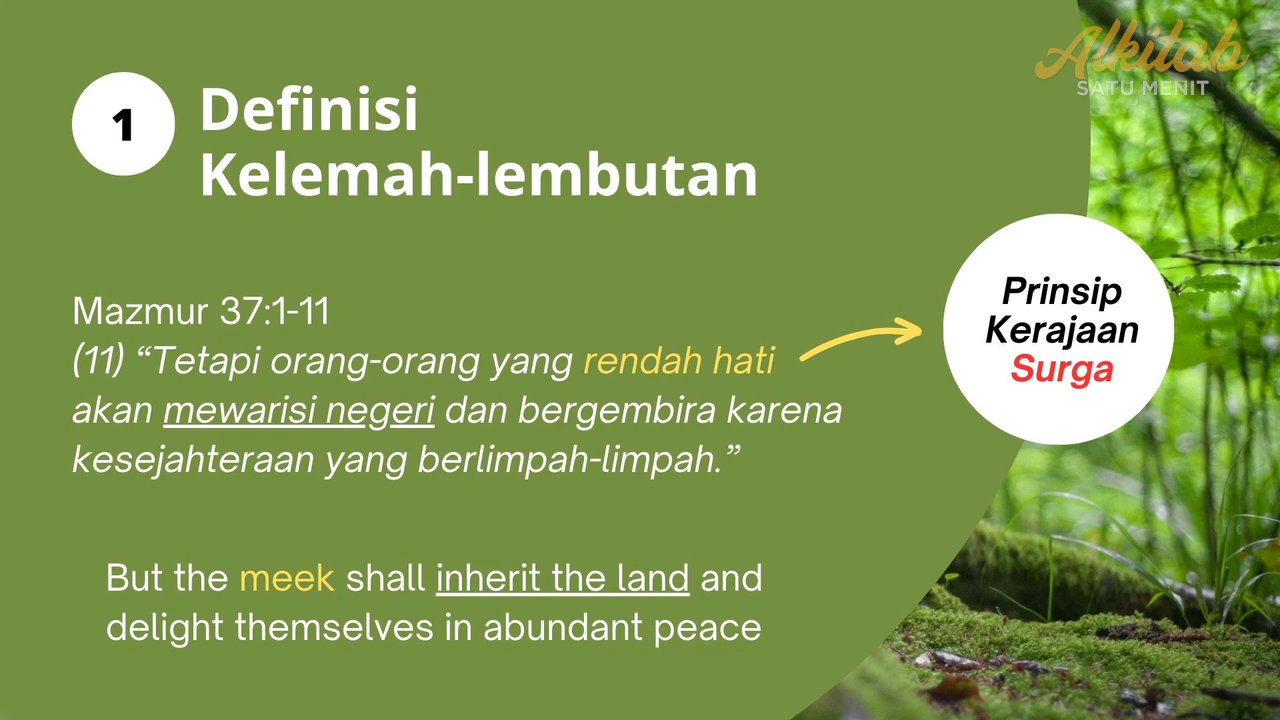 Alkitab
SATU MENIT
1
Definisi
Kelemah-lembutan
Mazmur 37:1-11
(11) “Tetapi orang-orang yang rendah hati
akan mewarisi negeri dan bergembira karena
kesejahteraan yang berlimpah-limpah.”
Prinsip
Kerajaan
Surga
But the meek shall inherit the land and
delight themselves in abundant peace